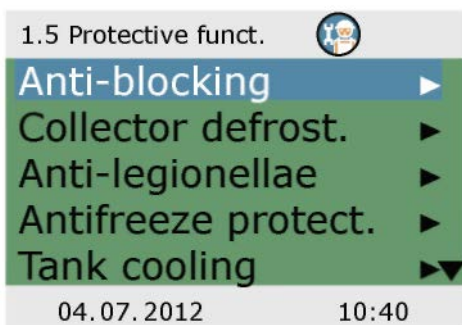 1.5 Protective funct.
Anti-blocking
Collector defrost.
Anti-legionellae
Antifreeze protect.
Tank cooling
04.07.2012 10:40